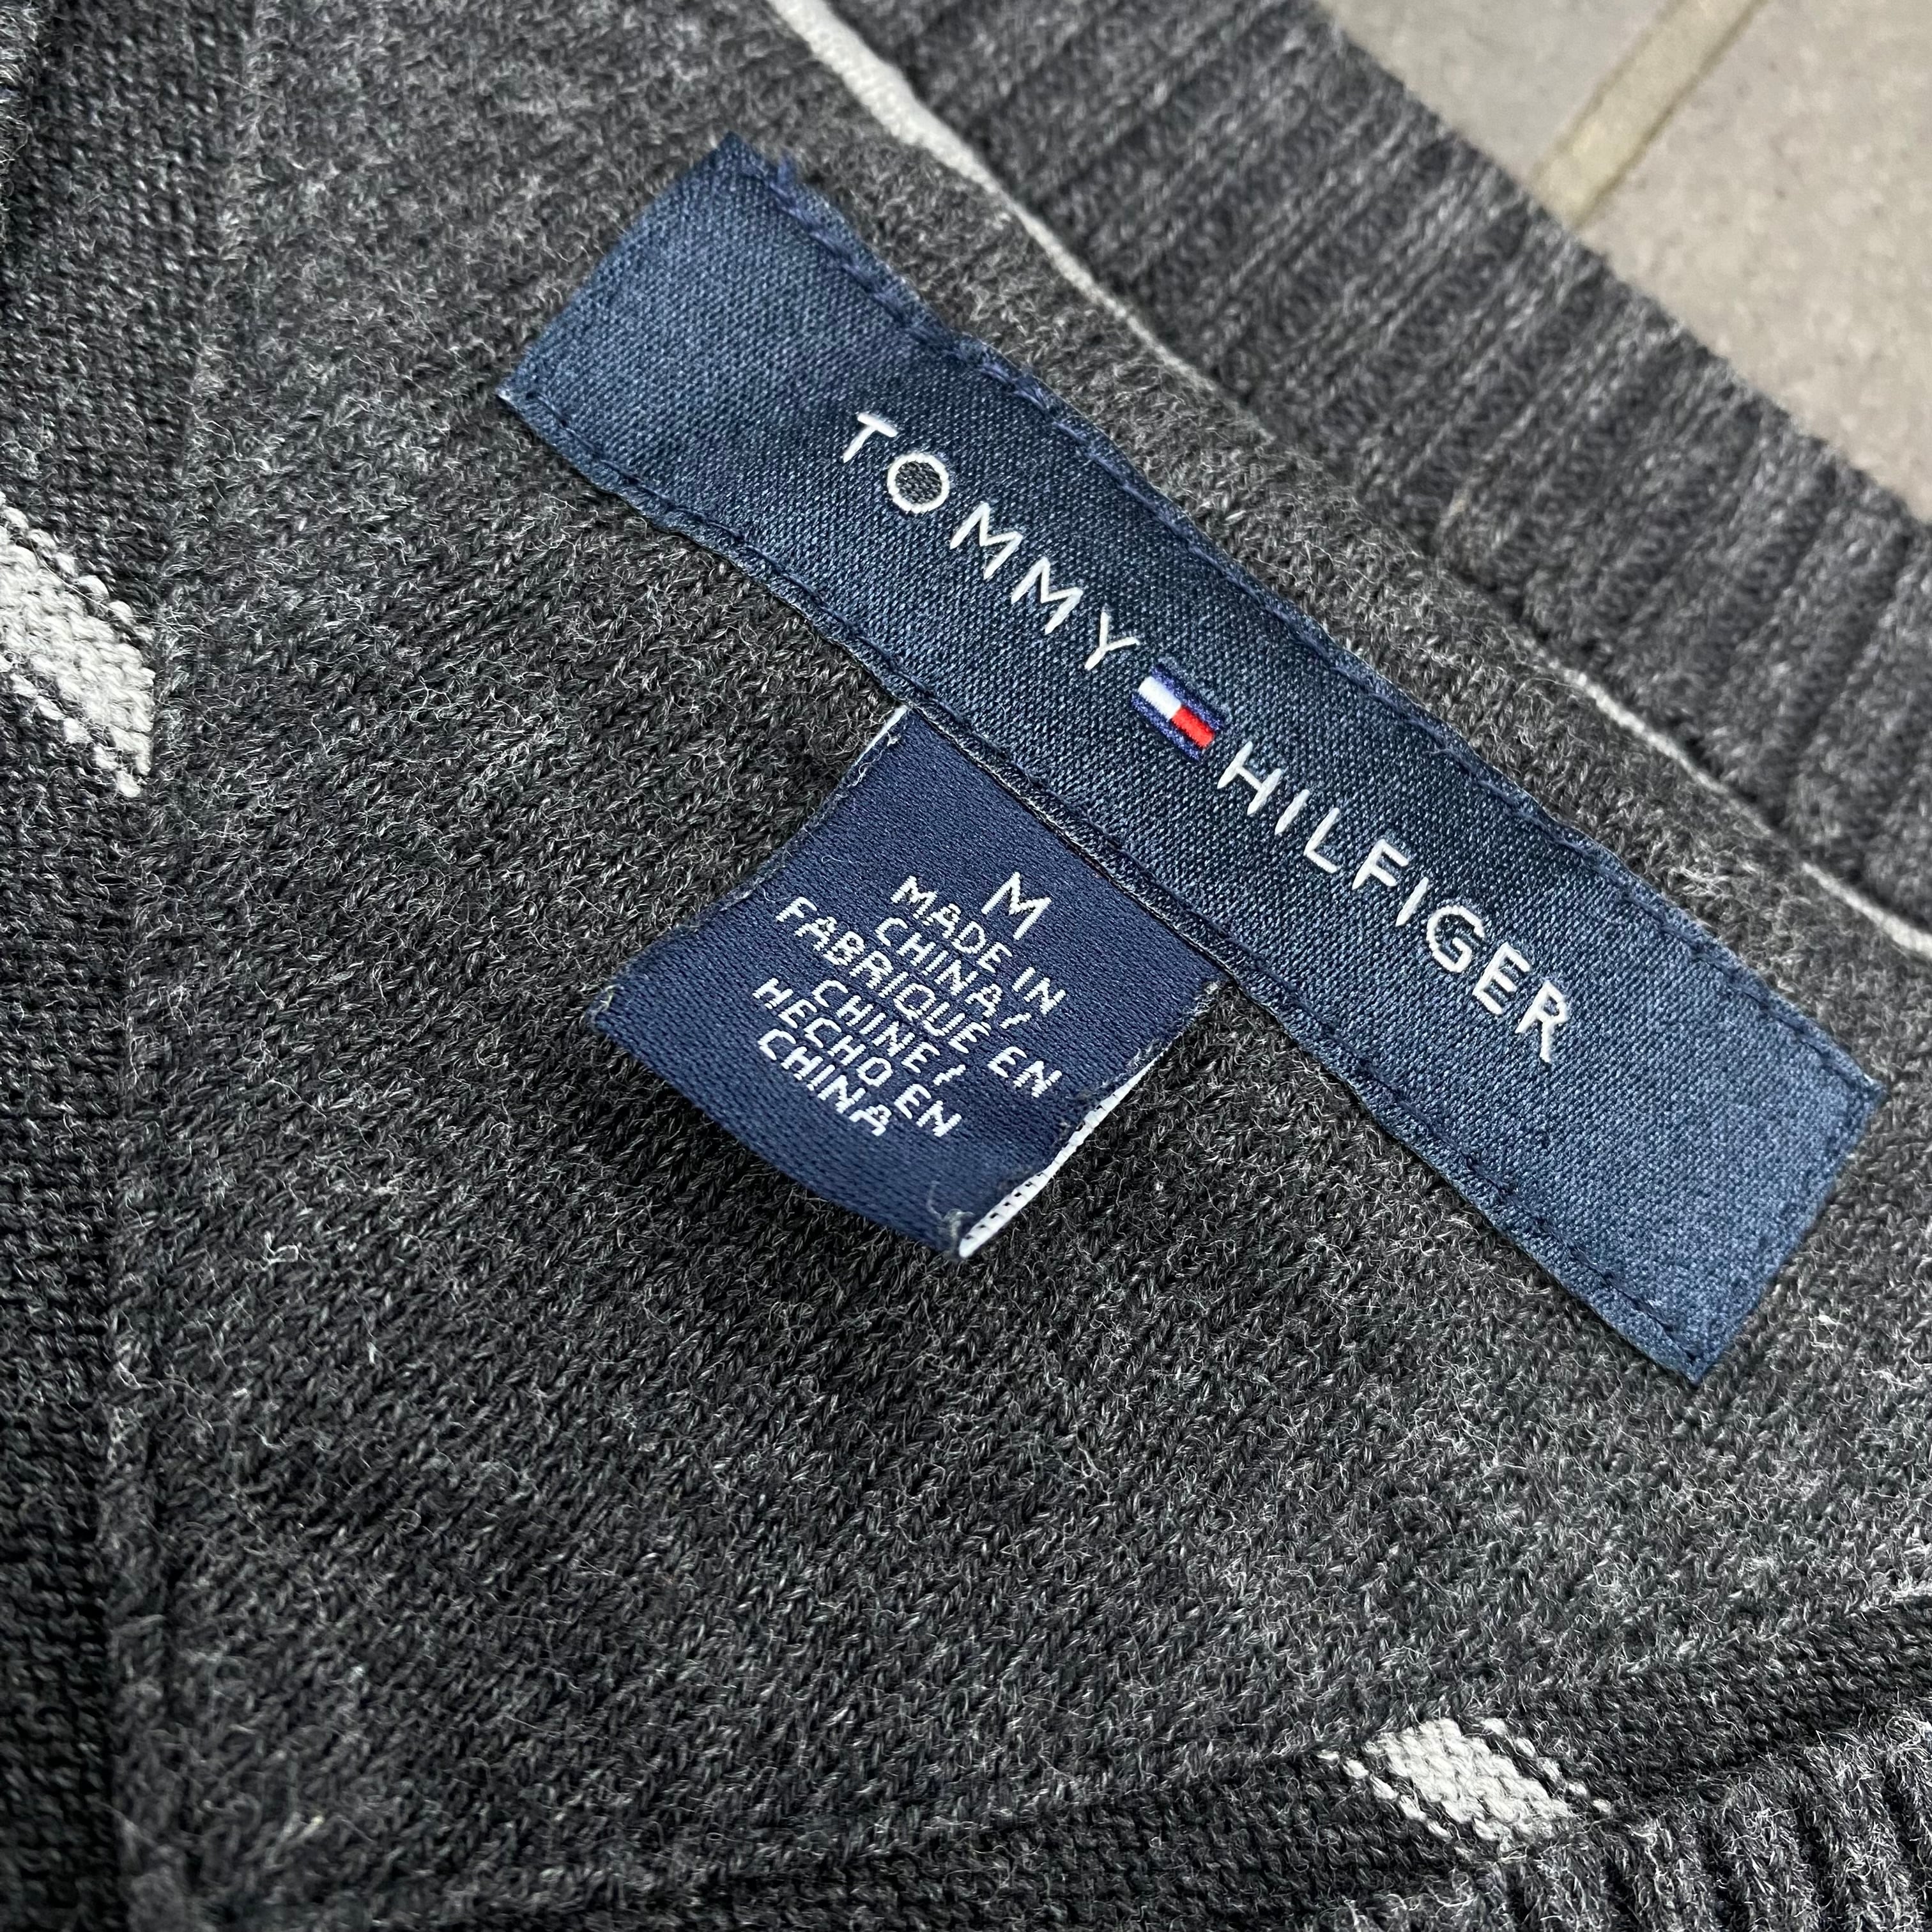 TOMMY HILFIGER
M
MADE IN
CHINA/
FABRIQUÉ EN
CHINE/
HECHO EN
CHINA